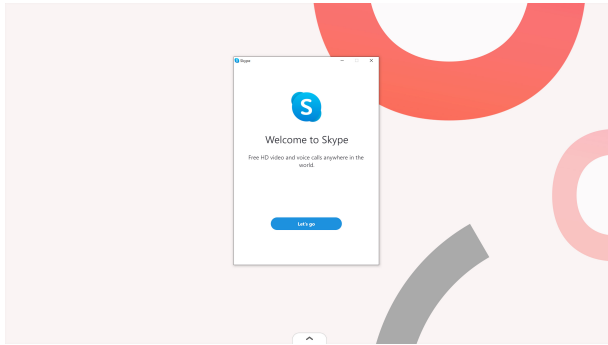 Skype
S
Welcome to Skype
Free HD video and voice calls anywhere in the
world.
Let's go